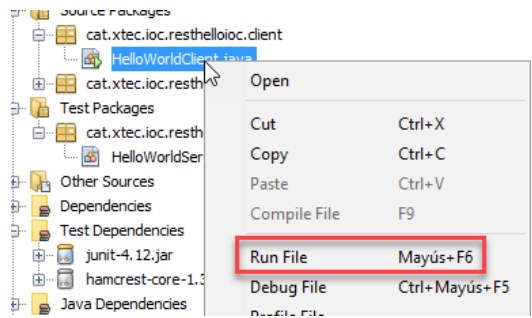 Source Packages
cat.xtec.ioc.resthelloioc.client
HelloWorldClient.java
cat.xtec.ioc.resth
Test Packages
cat.xtec.ioc.resth
HelloWorldSer
Other Sources
Dependencies
Test Dependencies
junit-4.12.jar
hamcrest-core-1.3
Java Dependencies
Open
Cut Ctrl+X
Copy Ctrl+C
Paste Ctrl+V
Compile File F9
Run File Mayús+F6
Debug File Ctrl+Mayús+F5
Profile File